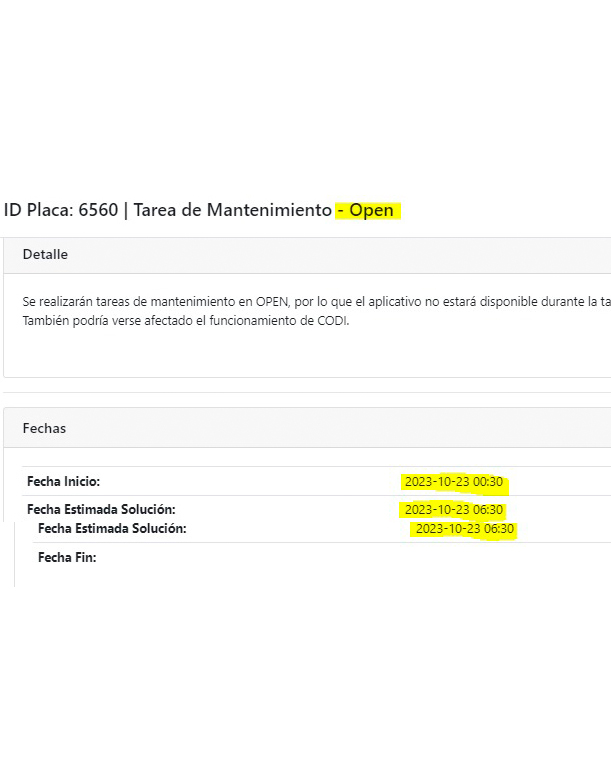 ID Placa: 6560 | Tarea de Mantenimiento - Open
Detalle
Se realizarán tareas de mantenimiento en OPEN, por lo que el aplicativo no estará disponible durante la ta
También podría verse afectado el funcionamiento de CODI.
Fechas
Fecha Inicio: 2023-10-23 00:30
Fecha Estimada Solución: 2023-10-23 06:30
Fecha Estimada Solución: 2023-10-23 06:30
Fecha Fin: